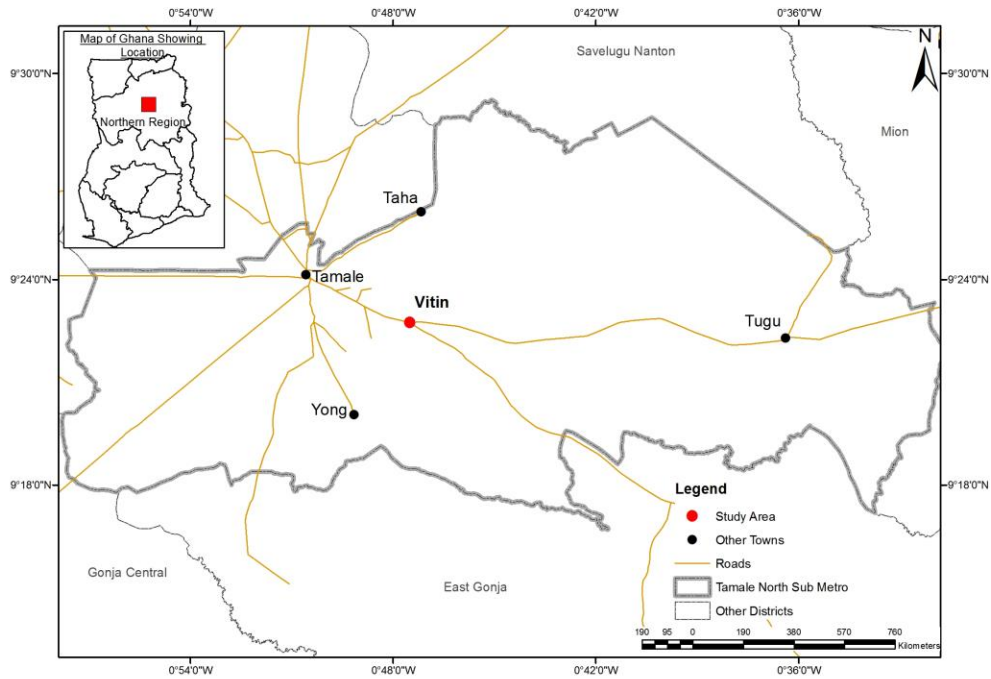 0°54'0"W 0°48'0"W 0°42'0"W 0°36'0"W
Map of Ghana Showing
Location
Northern Region
Savelugu Nanton
N
9°30'0"N 9°30'0"N
Mion
Taha
9°24'0"N 9°24'0"N
Tamale
Vitin
Tugu
Yong
9°18'0"N 9°18'0"N
Gonja Central
East Gonja
Legend
Study Area
Other Towns
Roads
Tamale North Sub Metro
Other Districts
190 95 0 190 380 570 760
Kilometers
0°54'0"W 0°48'0"W 0°42'0"W 0°36'0"W